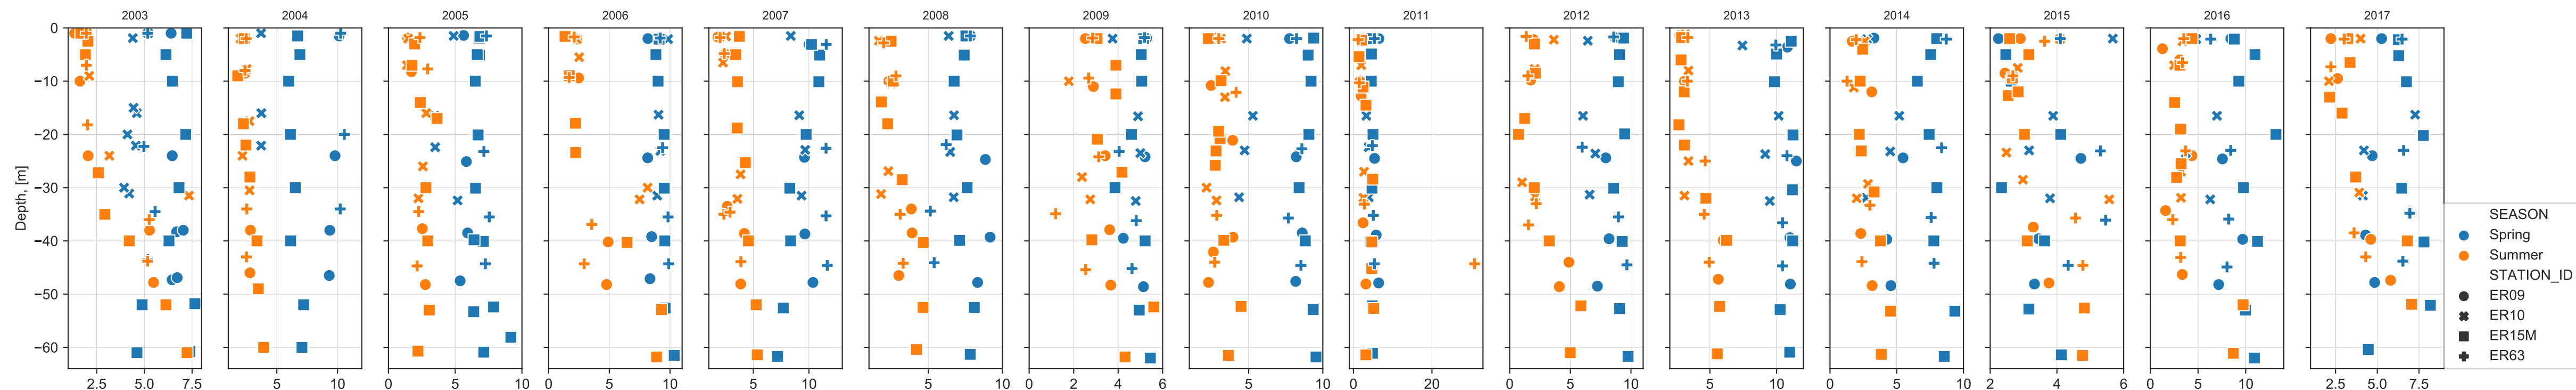 2003 2004 2005 2006 2007 2008 2009 2010 2011 2012 2013 2014 2015 2016 2017
Depth, [m]
0
−10
−20
−30
−40
−50
−60
SEASON
Spring
Summer
STATION_ID
ER09
ER10
ER15M
ER63
2.5 5.0 7.5 5 10 0 5 10 0 5 10 5 10 5 10 0 2 4 6 5 10 0 20 0 5 10 5 10 0 5 10 2 4 6 0 5 10 2.5 5.0 7.5